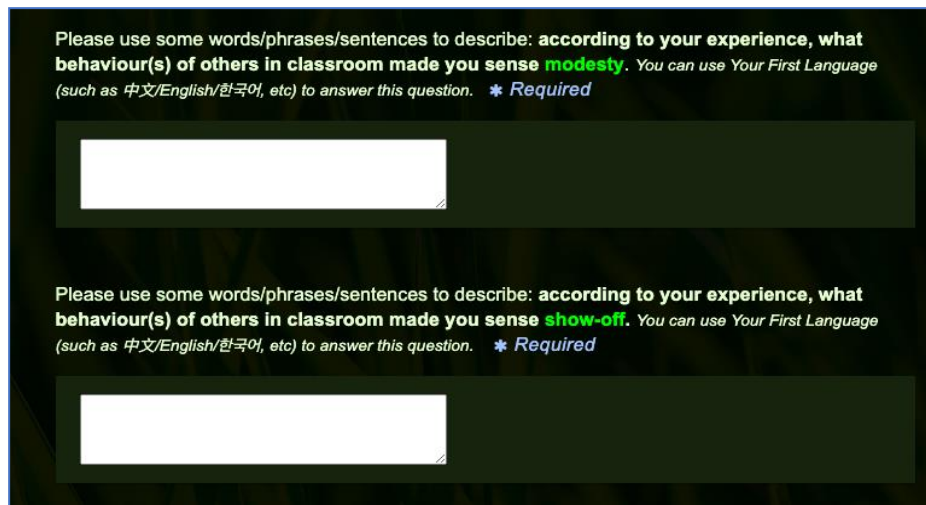 Please use some words/phrases/sentences to describe: according to your experience, what
behaviour(s) of others in classroom made you sense modesty. You can use Your First Language
(such as 中文/English/한국어, etc) to answer this question. ✱ Required
Please use some words/phrases/sentences to describe: according to your experience, what
behaviour(s) of others in classroom made you sense show-off. You can use Your First Language
(such as 中文/English/한국어, etc) to answer this question. ✱ Required